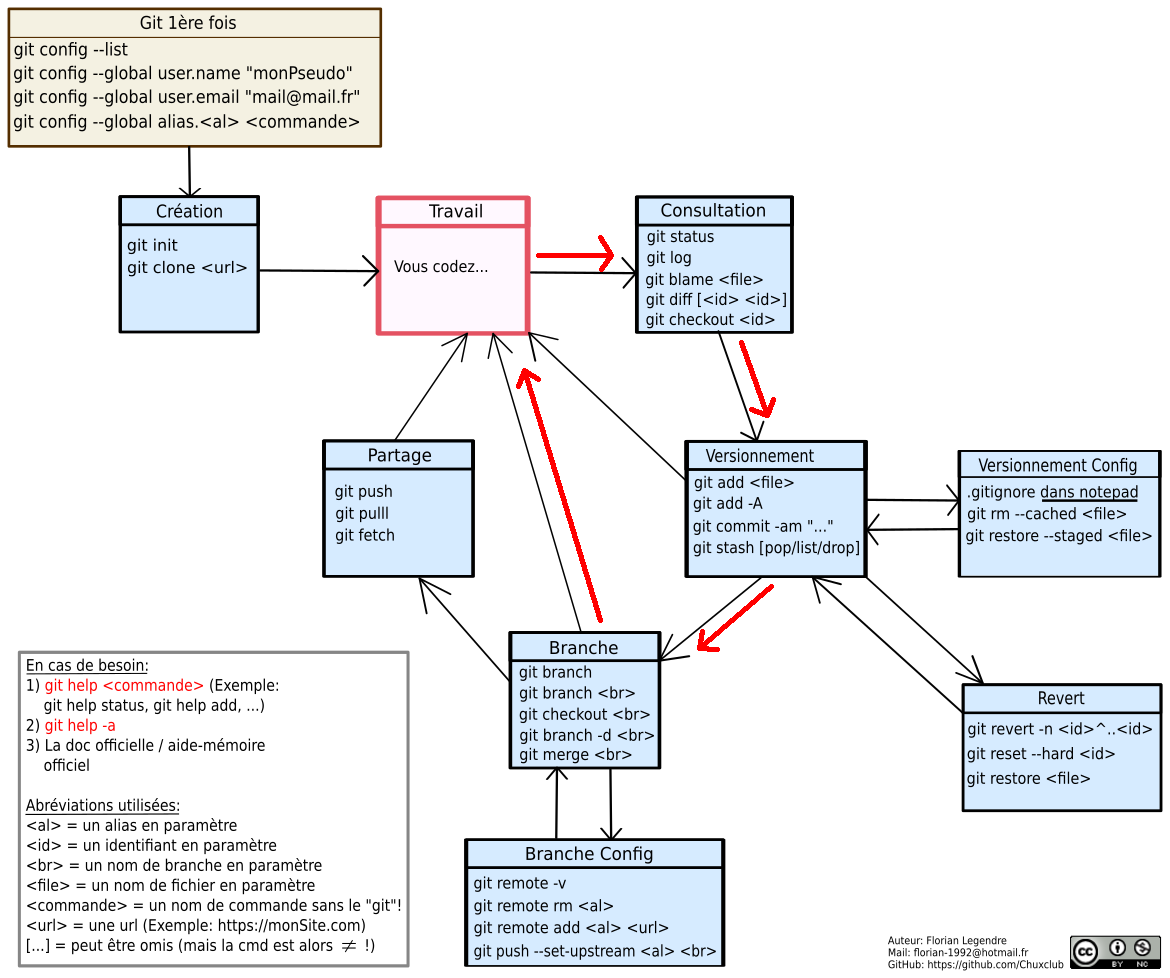 Git 1ère fois
git config --list
git config --global user.name "monPseudo"
git config --global user.email "mail@mail.fr"
git config --global alias.<al> <commande>
Création
git init
git clone <url>
Travail
Vous codez...
Consultation
git status
git log
git blame <file>
git diff [<id> <id>]
git checkout <id>
Partage
git push
git pulll
git fetch
Versionnement
git add <file>
git add -A
git commit -am "..."
git stash [pop/list/drop]
Versionnement Config
.gitignore dans notepad
git rm --cached <file>
git restore --staged <file>
Branche
git branch
git branch <br>
git checkout <br>
git branch -d <br>
git merge <br>
Revert
git revert -n <id>^..<id>
git reset --hard <id>
git restore <file>
Branche Config
git remote -v
git remote rm <al>
git remote add <al> <url>
git push --set-upstream <al> <br>
En cas de besoin:
1) git help <commande> (Exemple:
git help status, git help add, ...)
2) git help -a
3) La doc officielle / aide-mémoire
officiel
Abréviations utilisées:
<al> = un alias en paramètre
<id> = un identifiant en paramètre
<br> = un nom de branche en paramètre
<file> = un nom de fichier en paramètre
<commande> = un nom de commande sans le "git"!
<url> = une url (Exemple: https://monSite.com)
[...] = peut être omis (mais la cmd est alors ≠ !)
Auteur: Florian Legendre
Mail: florian-1992@hotmail.fr
GitHub: https://github.com/Chuxclub
cc
BY NC